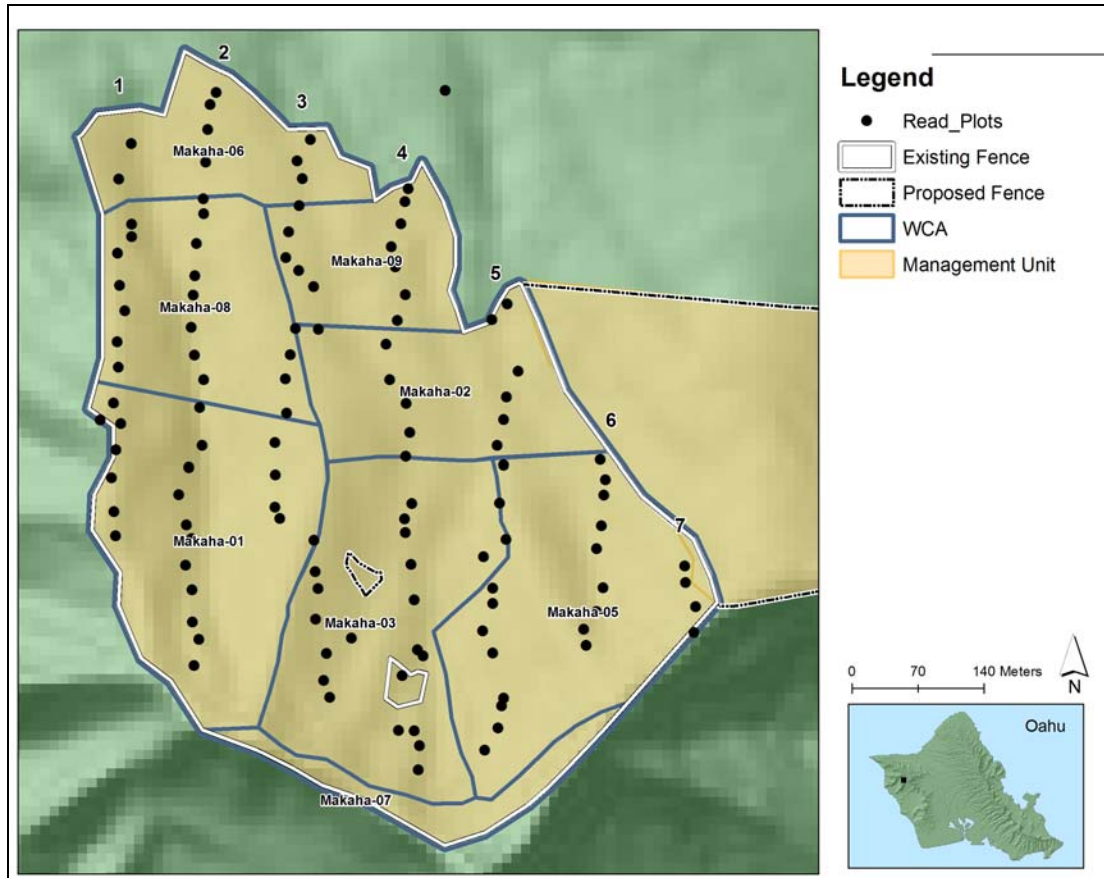 1
2
3
4
5
6
7
Makaha-06
Makaha-09
Makaha-08
Makaha-02
Makaha-01
Makaha-03
Makaha-05
Makaha-07
Legend
Read_Plots
Existing Fence
Proposed Fence
WCA
Management Unit
0 70 140 Meters
N
Oahu